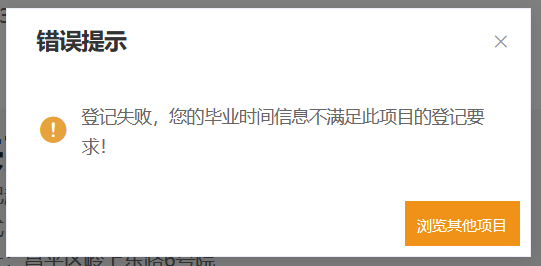 错误提示
登记失败，您的毕业时间信息不满足此项目的登记要
求！
浏览其他项目